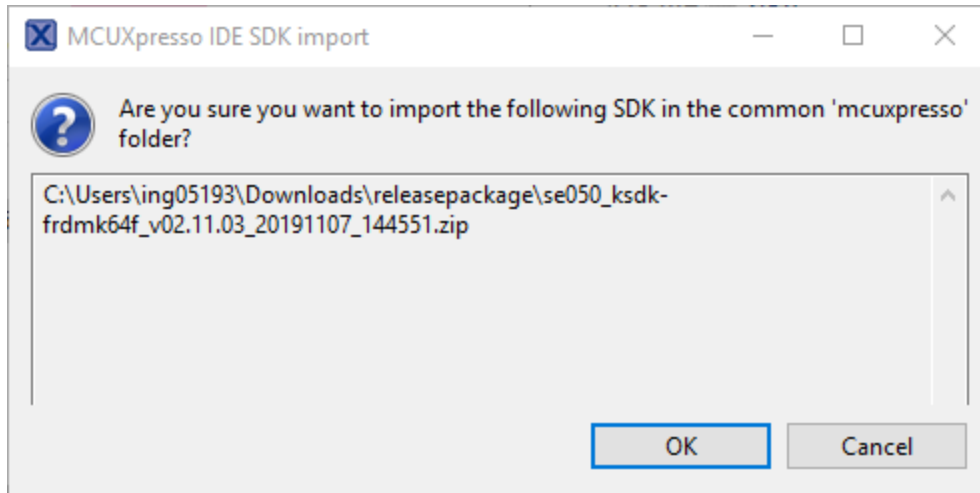 MCUXpresso IDE SDK import
Are you sure you want to import the following SDK in the common 'mcuxpresso'
folder?
C:\Users\ing05193\Downloads\releasepackage\se050_ksdk-
frdmk64f_v02.11.03_20191107_144551.zip
OK
Cancel